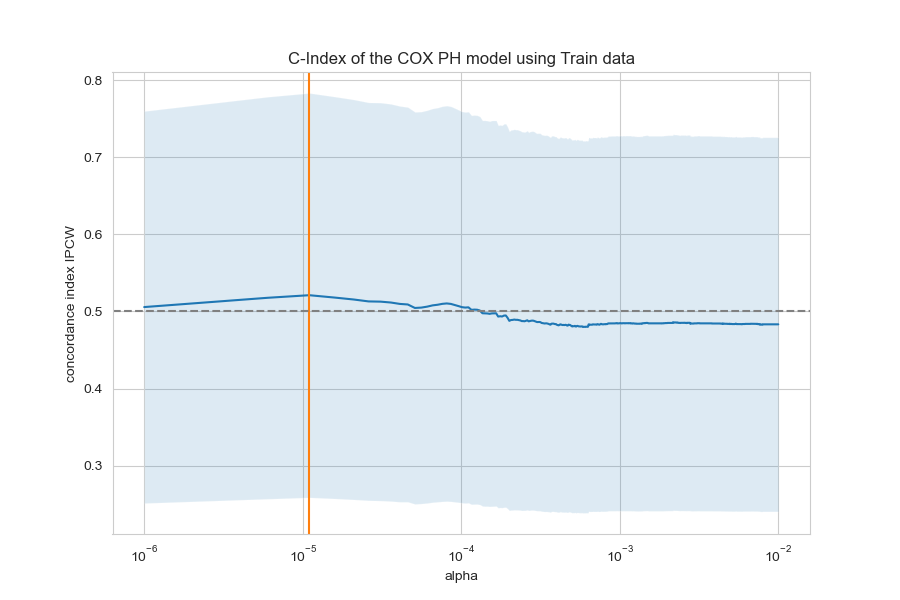 C-Index of the COX PH model using Train data
concordance index IPCW
0.8
0.7
0.6
0.5
0.4
0.3
10⁻⁶ 10⁻⁵ 10⁻⁴ 10⁻³ 10⁻²
alpha